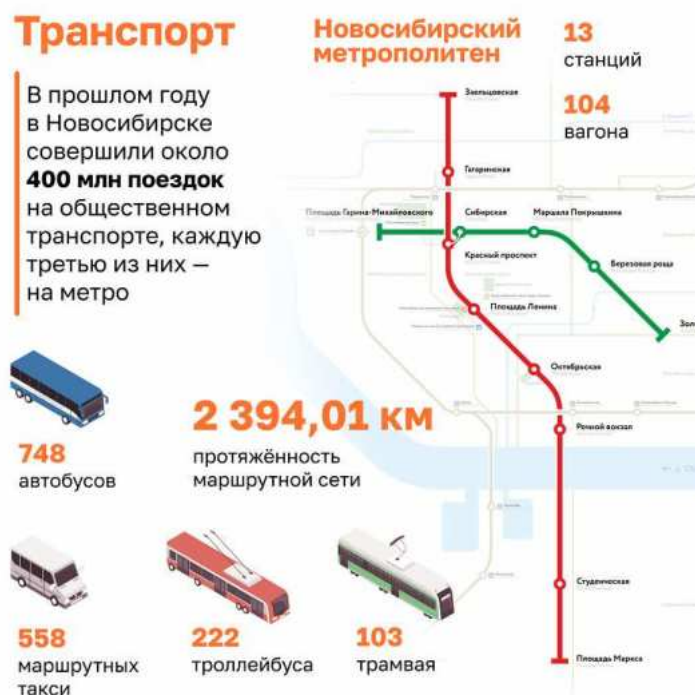 Транспорт
В прошлом году
в Новосибирске
совершили около
400 млн поездок
на общественном
транспорте, каждую
третью из них —
на метро
Новосибирский
метрополитен
13
станций
104
вагона
Заельцовская
Гагаринская
Площадь Гарина-Михайловского
Сибирская
Маршала Покрышкина
Красный проспект
Березовая роща
Площадь Ленина
Золо
Октябрьская
Речной вокзал
Студенческая
Площадь Маркса
2 394,01 км
протяжённость
маршрутной сети
748
автобусов
558
маршрутных
такси
222
троллейбуса
103
трамвая